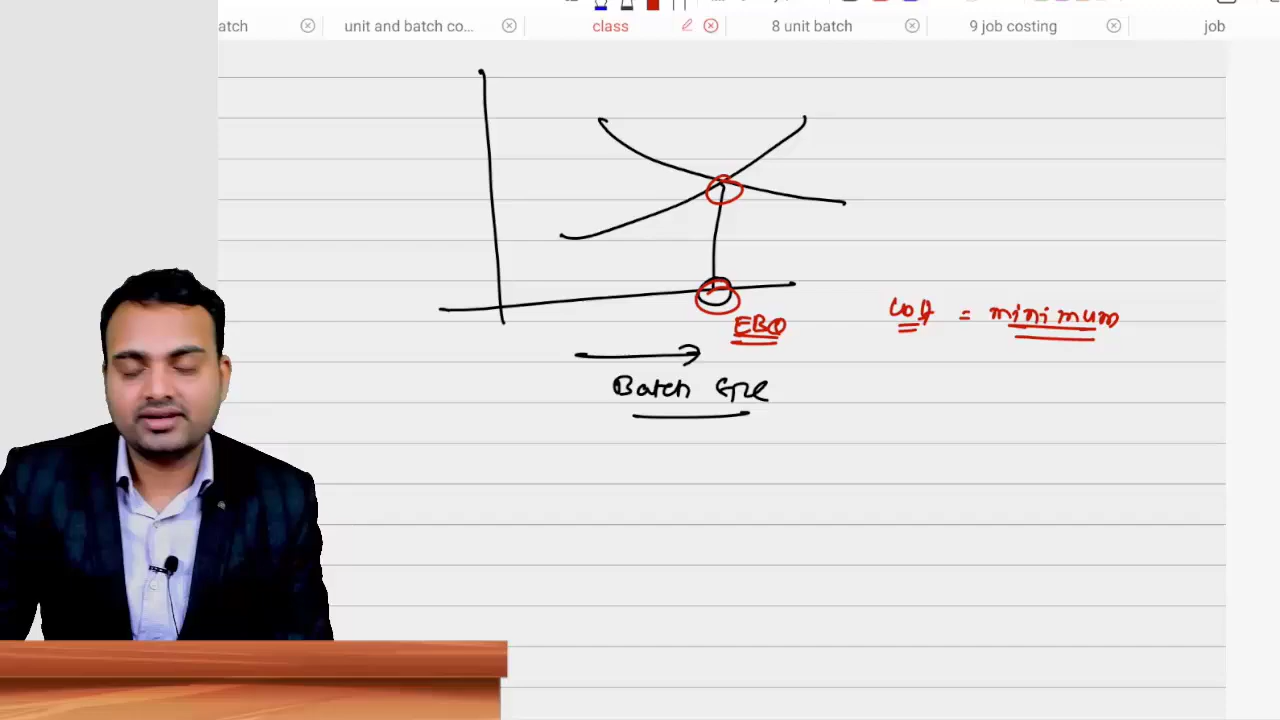 atch
unit and batch co...
class
8 unit batch
9 job costing
job
EBQ
cost = minimum
Batch size